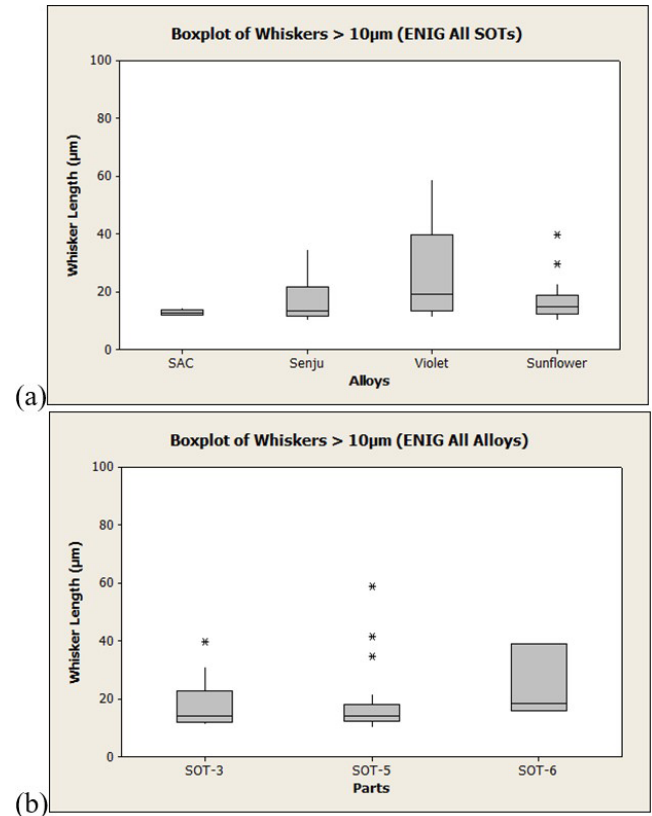 Boxplot of Whiskers > 10µm (ENIG All SOTs)
100
80
60
40
20
0
Whisker Length (µm)
SAC Senju Violet Sunflower
Alloys
(a)
Boxplot of Whiskers > 10µm (ENIG All Alloys)
100
80
60
40
20
0
Whisker Length (µm)
SOT-3 SOT-5 SOT-6
Parts
(b)